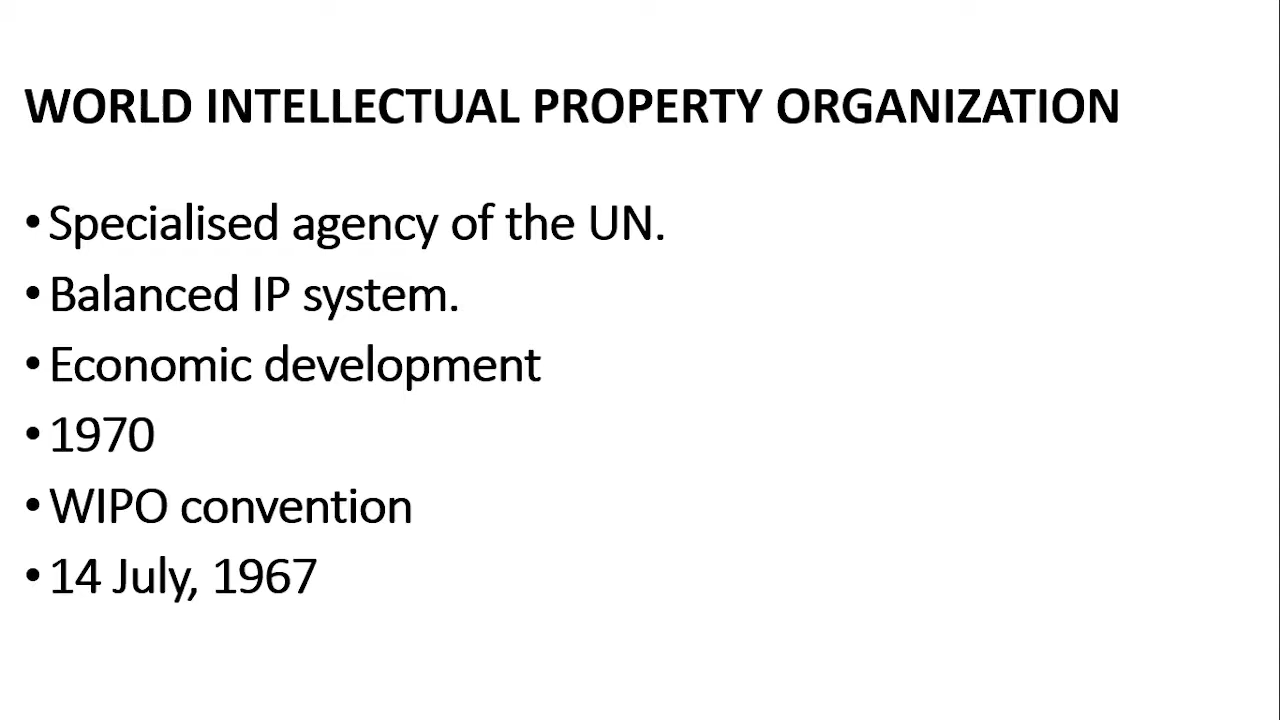 WORLD INTELLECTUAL PROPERTY ORGANIZATION
• Specialised agency of the UN.
• Balanced IP system.
• Economic development
• 1970
• WIPO convention
• 14 July, 1967